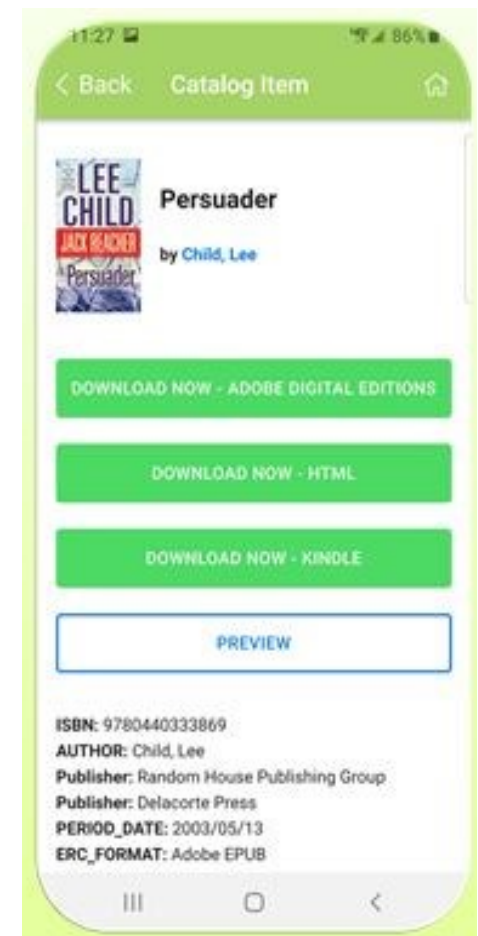 11:27
86%
< Back Catalog Item
LEE
CHILD
JACK REACHER
Persuader
Persuader
by Child, Lee
DOWNLOAD NOW - ADOBE DIGITAL EDITIONS
DOWNLOAD NOW - HTML
DOWNLOAD NOW - KINDLE
PREVIEW
ISBN: 9780440333869
AUTHOR: Child, Lee
Publisher: Random House Publishing Group
Publisher: Delacorte Press
PERIOD_DATE: 2003/05/13
ERC_FORMAT: Adobe EPUB